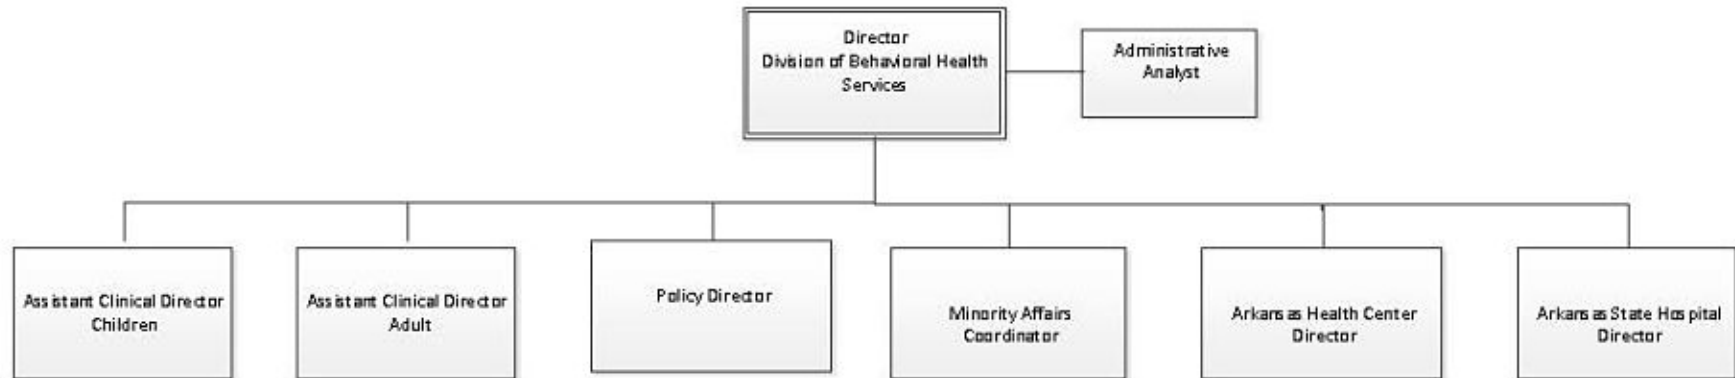 Director
Division of Behavioral Health
Services
Administrative
Analyst
Assistant Clinical Director
Children
Assistant Clinical Director
Adult
Policy Director
Minority Affairs
Coordinator
Arkansas Health Center
Director
Arkansas State Hospital
Director